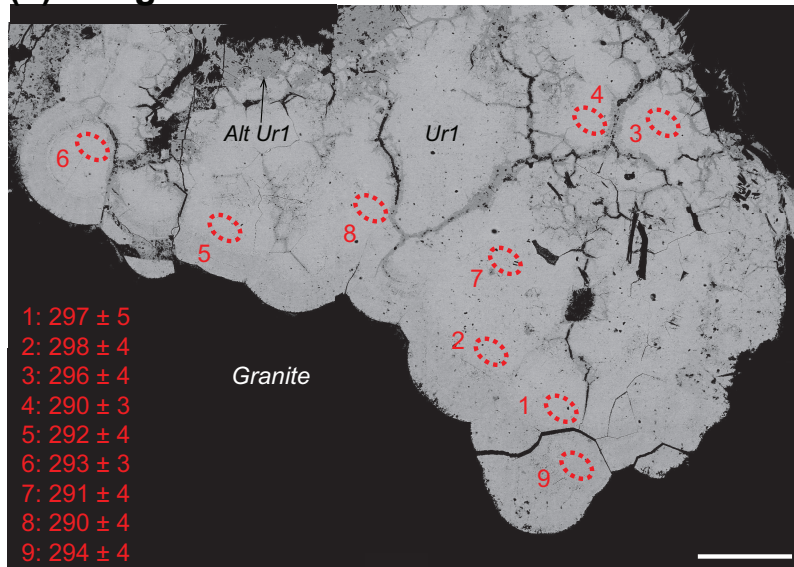 Alt Ur1
Ur1
4
3
6
5
8
7
2
1
9
Granite
1: 297 ± 5
2: 298 ± 4
3: 296 ± 4
4: 290 ± 3
5: 292 ± 4
6: 293 ± 3
7: 291 ± 4
8: 290 ± 4
9: 294 ± 4